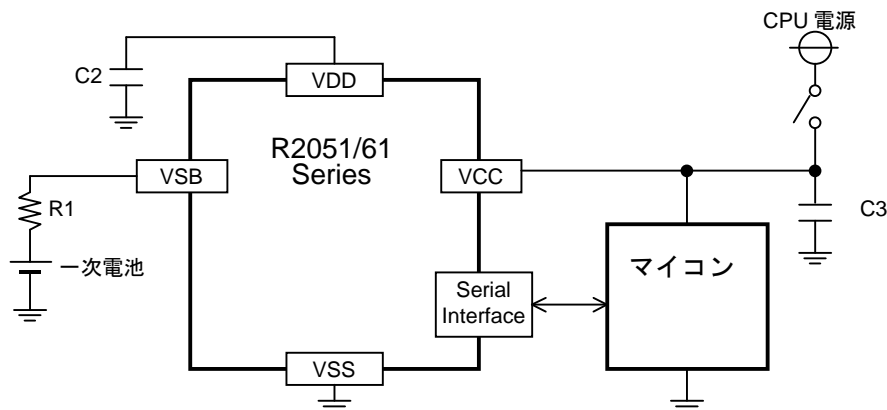 CPU 電源
C2
VDD
R2051/61
Series
VSB
VCC
R1
C3
一次電池
マイコン
Serial
Interface
VSS